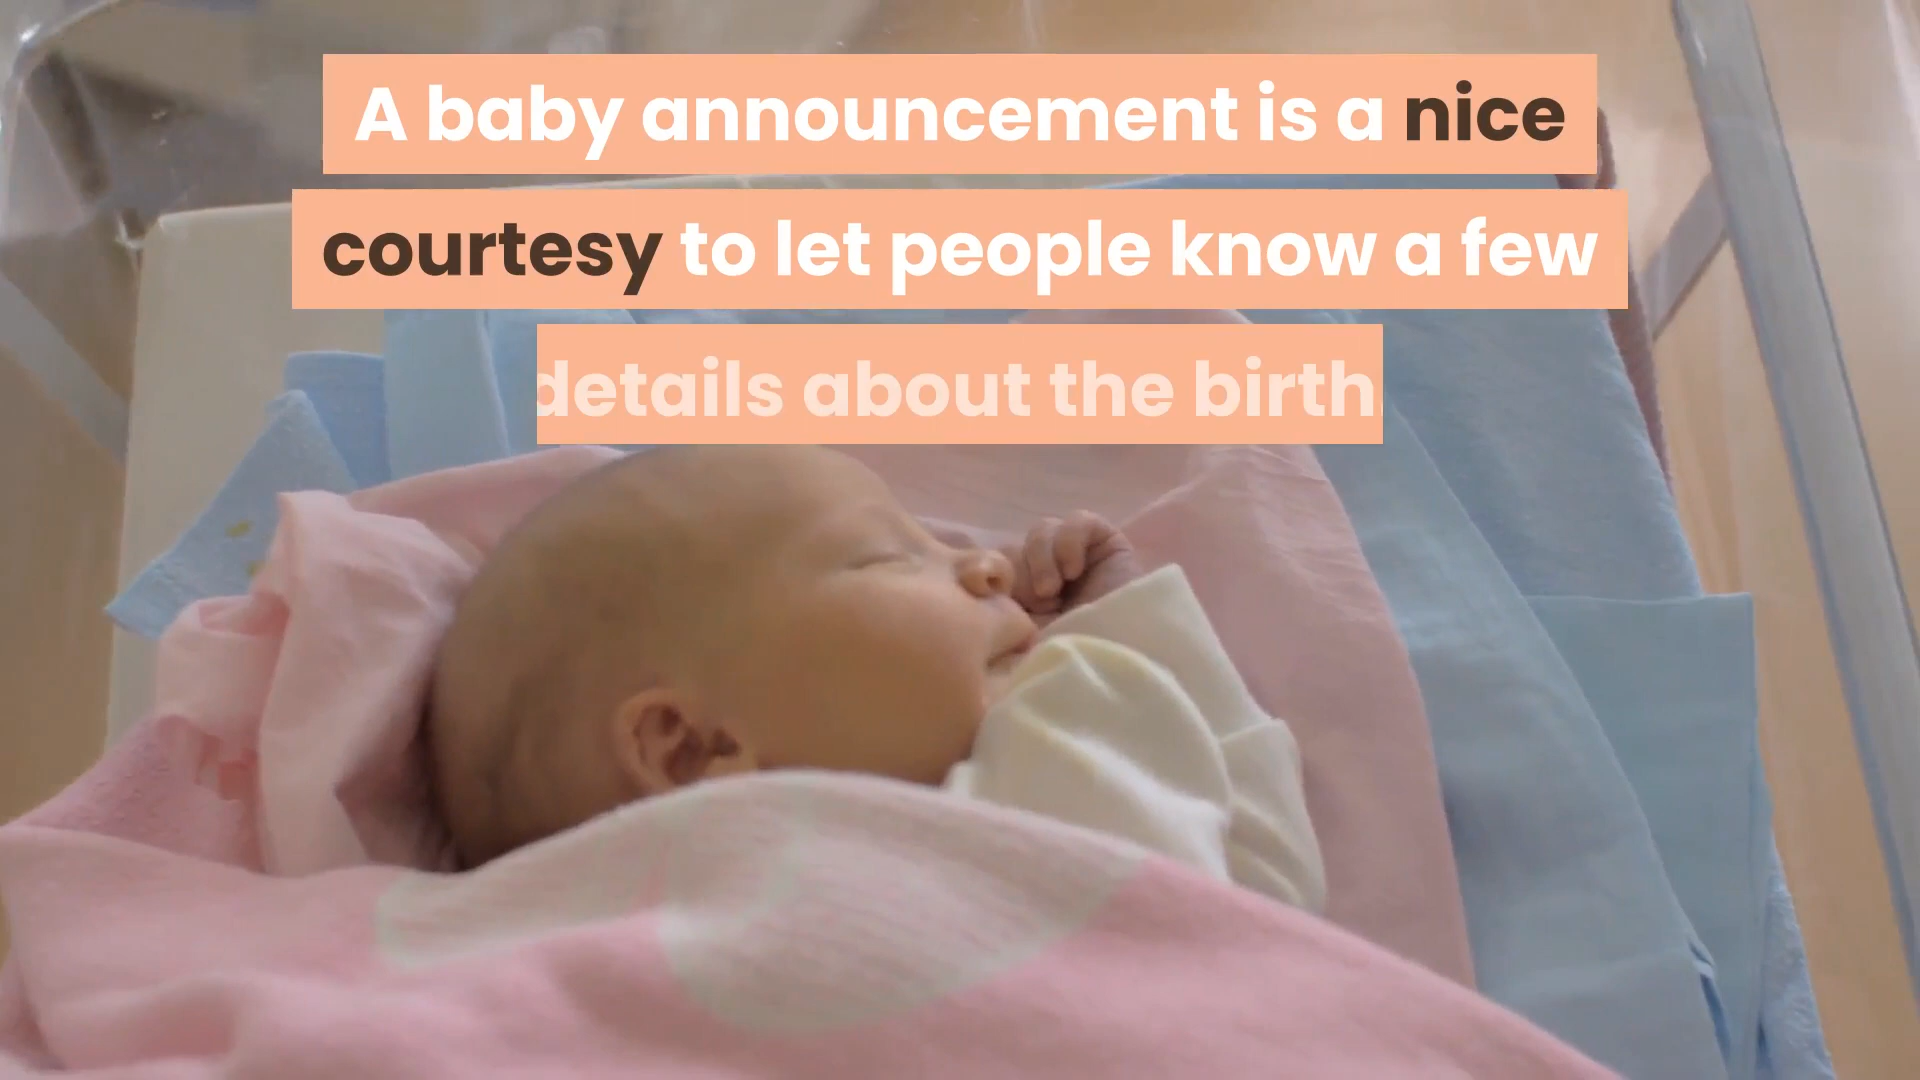 A baby announcement is a nice
courtesy to let people know a few
details about the birth.